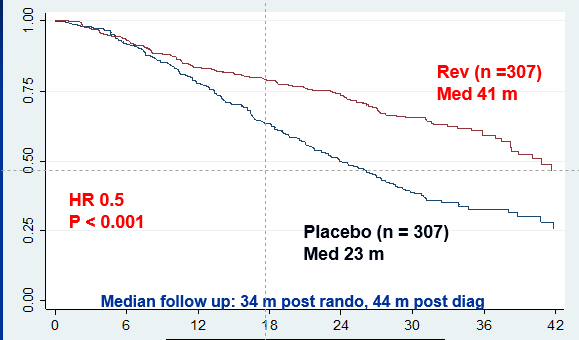 1.00
0.75
0.50
0.25
0.00
Rev (n =307)
Med 41 m
HR 0.5
P < 0.001
Placebo (n = 307)
Med 23 m
Median follow up: 34 m post rando, 44 m post diag
0 6 12 18 24 30 36 42